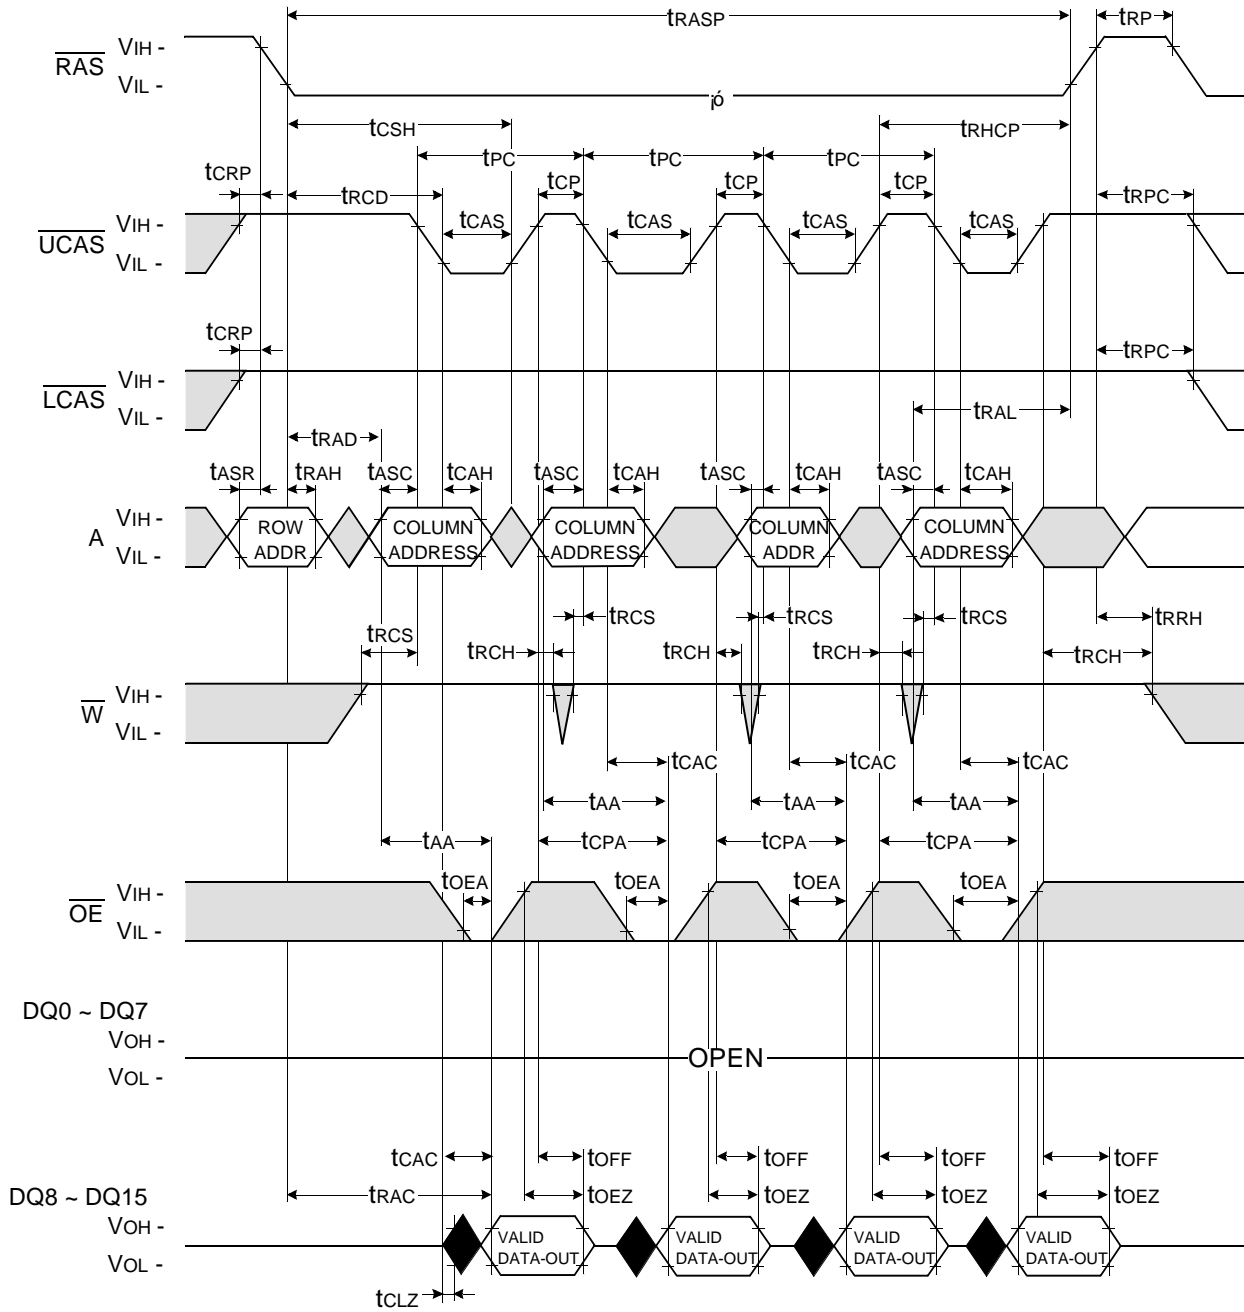 tRASP tRP
RAS VIH -
VIL -
¡ó
tCSH tRHCP
tPC tPC tPC
tCRP tCP tCP tCP
tRCD tRPC
UCAS VIH - tCAS tCAS tCAS tCAS
VIL -
tCRP tRPC
LCAS VIH -
VIL - tRAL
tRAD
tASR tRAH tASC tCAH tASC tCAH tASC tCAH tASC tCAH
A VIH - ROW ADDR COLUMN ADDRESS COLUMN ADDRESS COLUMN ADDR COLUMN ADDRESS
VIL -
tRCS tRCS tRCS tRRH
tRCS tRCH tRCH tRCH tRCH
W VIH -
VIL -
tCAC tCAC tCAC
tAA tAA tAA
tAA tCPA tCPA tCPA
tOEA tOEA tOEA tOEA
OE VIH -
VIL -
DQ0 ~ DQ7
VOH -
OPEN
VOL -
tCAC tOFF tOFF tOFF tOFF
DQ8 ~ DQ15 tRAC tOEZ tOEZ tOEZ tOEZ
VOH - VALID DATA-OUT VALID DATA-OUT VALID DATA-OUT VALID DATA-OUT
VOL -
tCLZ